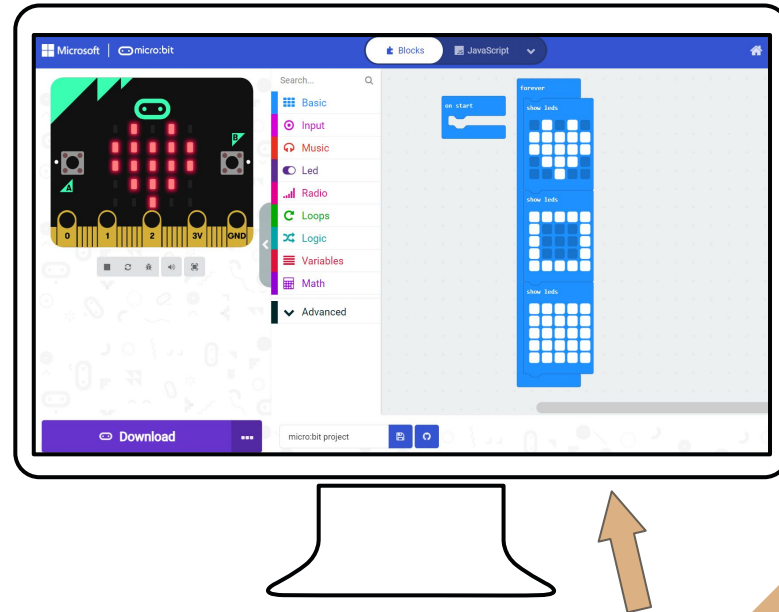 Microsoft micro:bit
Blocks
JavaScript
Search...
Basic
Input
Music
Led
Radio
Loops
Logic
Variables
Math
Advanced
A
B
0 1 2 3V GND
on start
forever
show leds
show leds
show leds
Download
micro:bit project